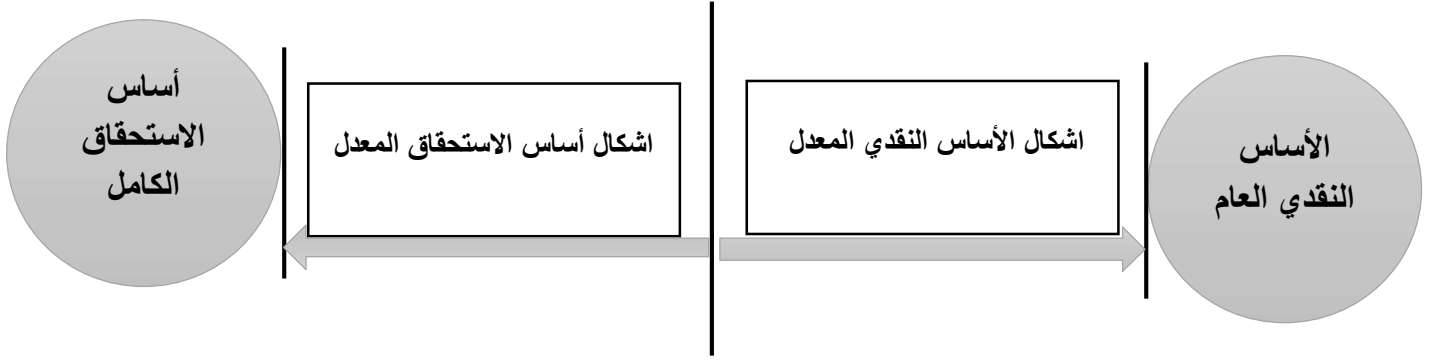 الأساس
النقدي العام
اشكال الأساس النقدي المعدل
اشكال أساس الاستحقاق المعدل
أساس
الاستحقاق
الكامل